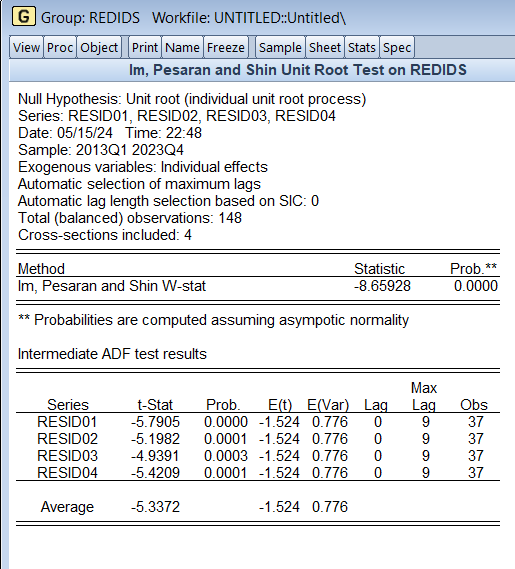 G Group: REDIDS Workfile: UNTITLED::Untitled\
View Proc Object Print Name Freeze Sample Sheet Stats Spec
Im, Pesaran and Shin Unit Root Test on REDIDS
Null Hypothesis: Unit root (individual unit root process)
Series: RESID01, RESID02, RESID03, RESID04
Date: 05/15/24 Time: 22:48
Sample: 2013Q1 2023Q4
Exogenous variables: Individual effects
Automatic selection of maximum lags
Automatic lag length selection based on SIC: 0
Total (balanced) observations: 148
Cross-sections included: 4
Method Statistic Prob.**
Im, Pesaran and Shin W-stat -8.65928 0.0000
** Probabilities are computed assuming asympotic normality
Intermediate ADF test results
Max
Series t-Stat Prob. E(t) E(Var) Lag Lag Obs
RESID01 -5.7905 0.0000 -1.524 0.776 0 9 37
RESID02 -5.1982 0.0001 -1.524 0.776 0 9 37
RESID03 -4.9391 0.0003 -1.524 0.776 0 9 37
RESID04 -5.4209 0.0001 -1.524 0.776 0 9 37
Average -5.3372 -1.524 0.776